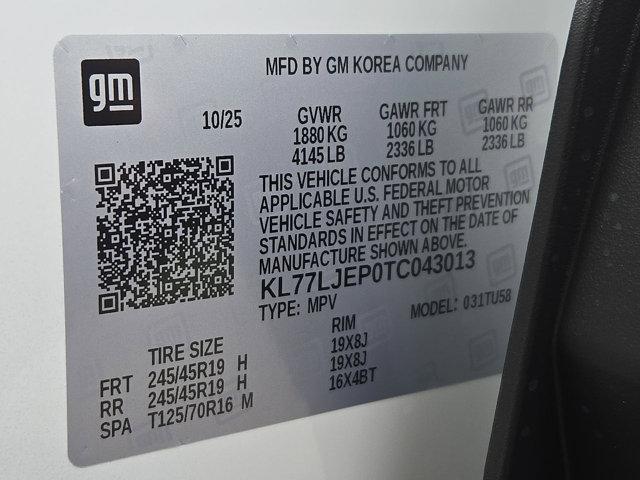 gm
MFD BY GM KOREA COMPANY
10/25
GVWR GAWR FRT GAWR RR
1880 KG 1060 KG 1060 KG
4145 LB 2336 LB 2336 LB
THIS VEHICLE CONFORMS TO ALL
APPLICABLE U.S. FEDERAL MOTOR
VEHICLE SAFETY AND THEFT PREVENTION
STANDARDS IN EFFECT ON THE DATE OF
MANUFACTURE SHOWN ABOVE.
KL77LJEP0TC043013
TYPE: MPV MODEL: 031TU58
TIRE SIZE RIM
FRT 245/45R19 H 19X8J
RR 245/45R19 H 19X8J
SPA T125/70R16 M 16X4BT